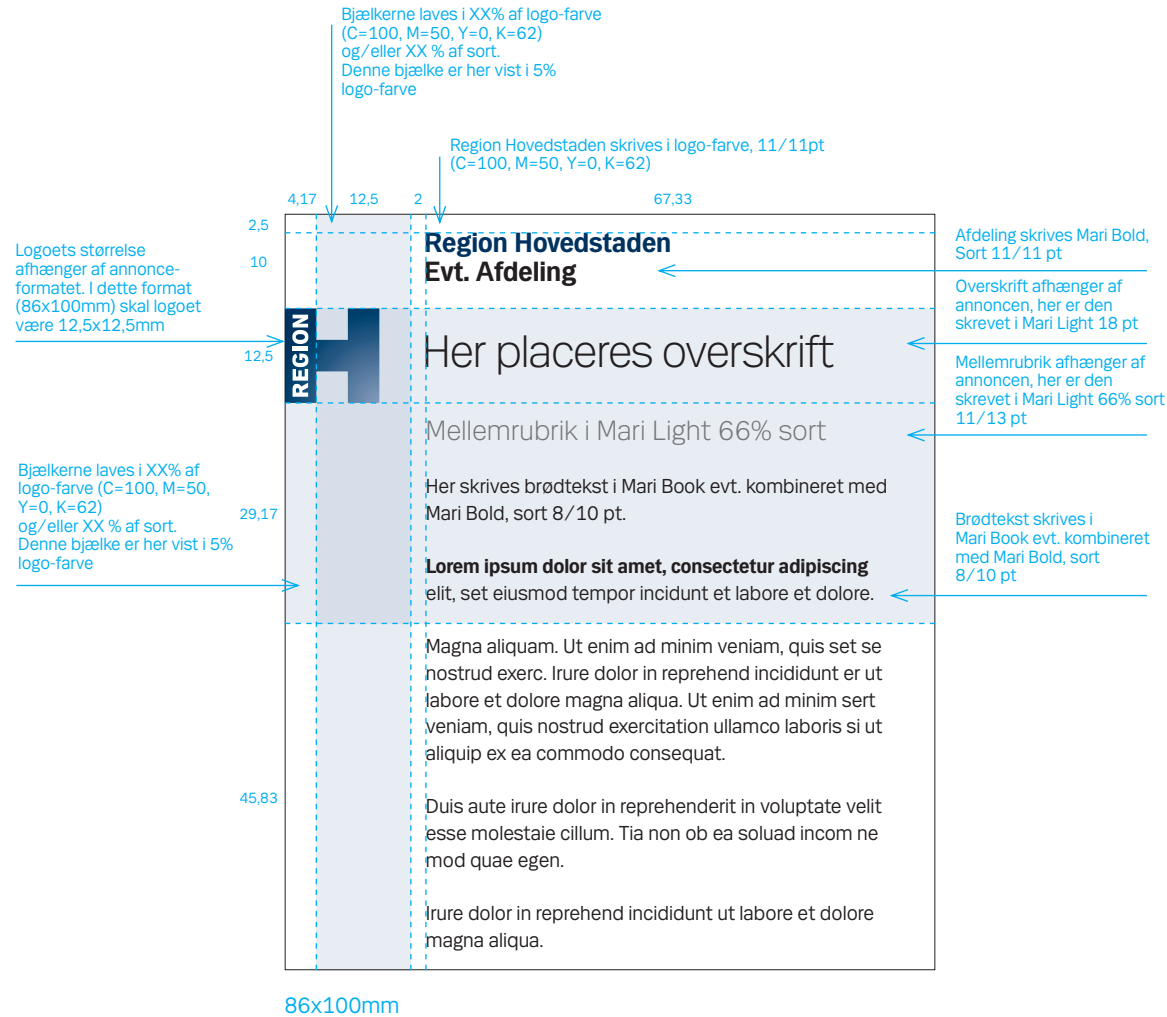 Bjælkerne laves i XX% af logo-farve
(C=100, M=50, Y=0, K=62)
og/eller XX % af sort.
Denne bjælke er her vist i 5%
logo-farve
Region Hovedstaden skrives i logo-farve, 11/11pt
(C=100, M=50, Y=0, K=62)
4,17
12,5
2
67,33
2,5
10
12,5
29,17
45,83
Logoets størrelse
afhænger af annonce-
formatet. I dette format
(86x100mm) skal logoet
være 12,5x12,5mm
Bjælkerne laves i XX% af
logo-farve (C=100, M=50,
Y=0, K=62)
og/eller XX % af sort.
Denne bjælke er her vist i 5%
logo-farve
REGION
H
Region Hovedstaden
Evt. Afdeling
Her placeres overskrift
Mellemrubrik i Mari Light 66% sort
Her skrives brødtekst i Mari Book evt. kombineret med
Mari Bold, sort 8/10 pt.
Lorem ipsum dolor sit amet, consectetur adipiscing
elit, set eiusmod tempor incidunt et labore et dolore.
Magna aliquam. Ut enim ad minim veniam, quis set se
nostrud exerc. Irure dolor in reprehend incididunt er ut
labore et dolore magna aliqua. Ut enim ad minim sert
veniam, quis nostrud exercitation ullamco laboris si ut
aliquip ex ea commodo consequat.
Duis aute irure dolor in reprehenderit in voluptate velit
esse molestaie cillum. Tia non ob ea soluad incom ne
mod quae egen.
Irure dolor in reprehend incididunt ut labore et dolore
magna aliqua.
Afdeling skrives Mari Bold,
Sort 11/11 pt
Overskrift afhænger af
annoncen, her er den
skrevet i Mari Light 18 pt
Mellemrubrik afhænger af
annoncen, her er den
skrevet i Mari Light 66% sort
11/13 pt
Brødtekst skrives i
Mari Book evt. kombineret
med Mari Bold, sort
8/10 pt
86x100mm